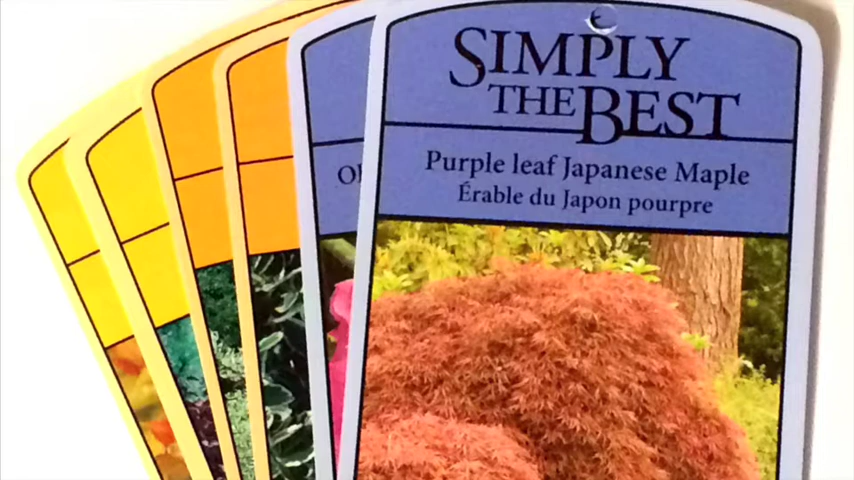 SIMPLY
THE BEST
Purple leaf Japanese Maple
Érable du Japon pourpre